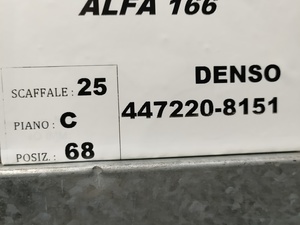 ALFA 166
SCAFFALE : 25
PIANO : C
POSIZ. : 68
DENSO
447220-8151